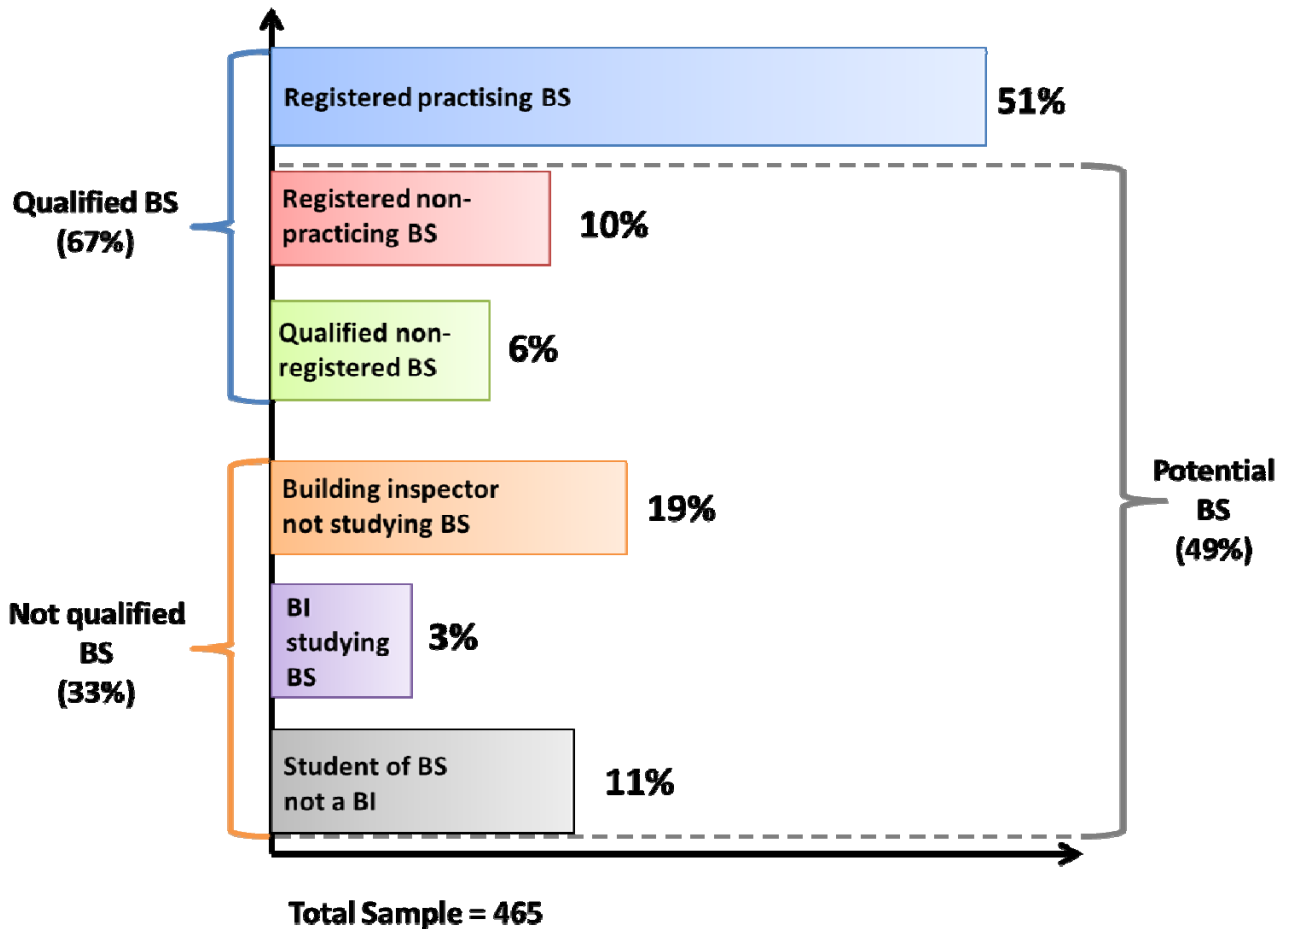 Registered practising BS
51%
Qualified BS
(67%)
Registered non-
practicing BS
10%
Qualified non-
registered BS
6%
Building inspector
not studying BS
19%
Potential
BS
(49%)
Not qualified
BS
(33%)
BI
studying
BS
3%
Student of BS
not a BI
11%
Total Sample = 465